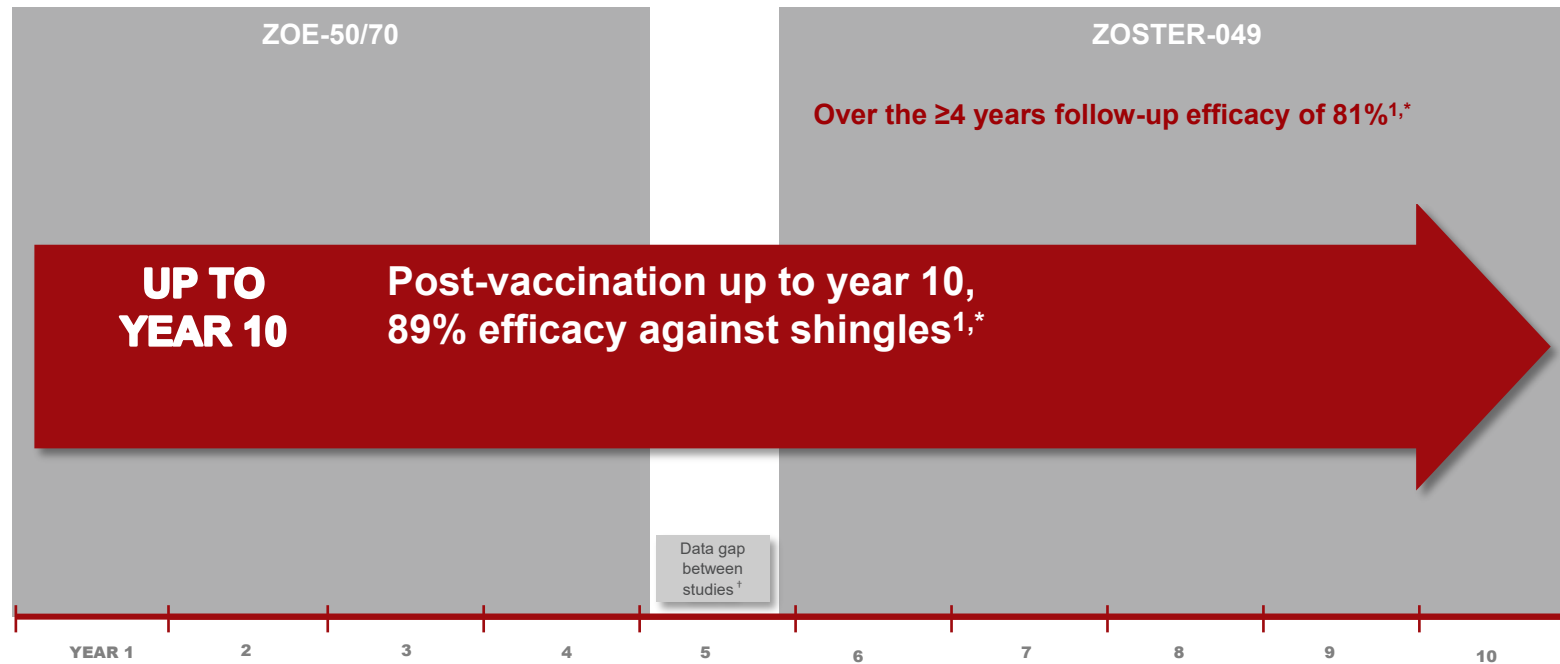 ZOE-50/70
ZOSTER-049
Over the ≥4 years follow-up efficacy of 81%1,*
UP TO
YEAR 10
Post-vaccination up to year 10,
89% efficacy against shingles1,*
Data gap
between
studies †
YEAR 1 2 3 4 5 6 7 8 9 10